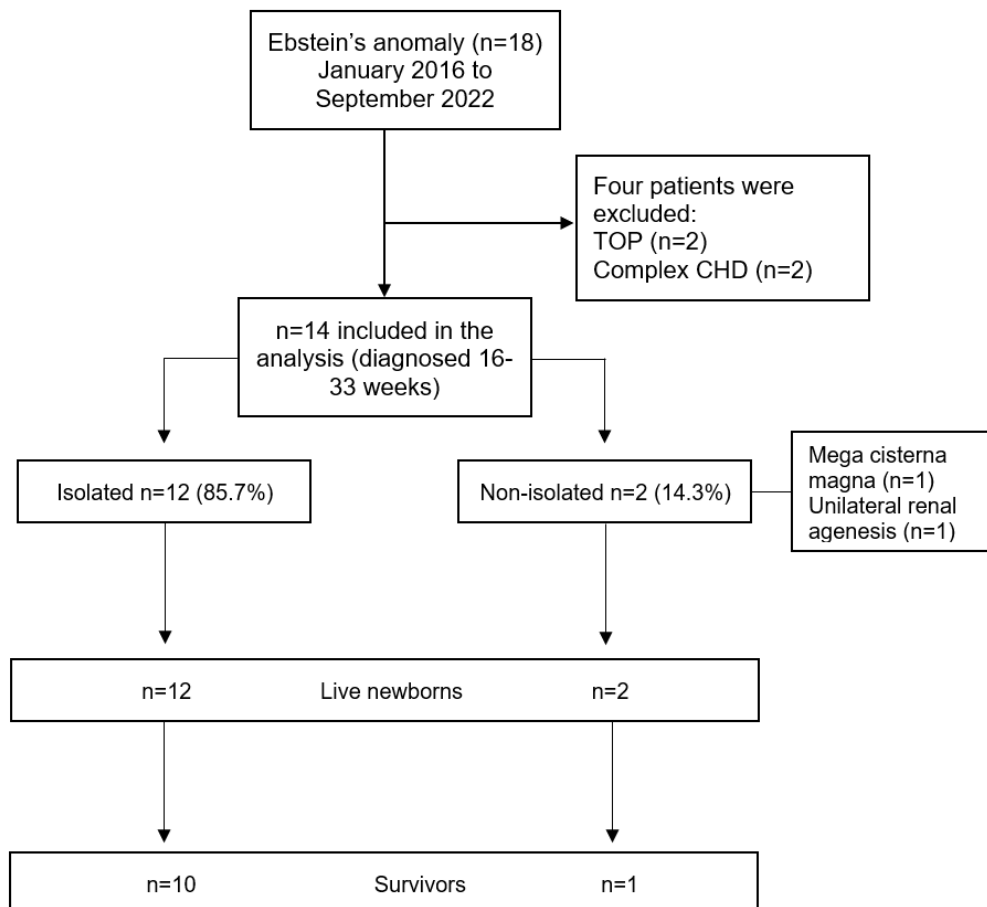 Ebstein’s anomaly (n=18)
January 2016 to
September 2022
Four patients were
excluded:
TOP (n=2)
Complex CHD (n=2)
n=14 included in the
analysis (diagnosed 16-
33 weeks)
Isolated n=12 (85.7%)
Non-isolated n=2 (14.3%)
Mega cisterna
magna (n=1)
Unilateral renal
agenesis (n=1)
n=12 Live newborns n=2
n=10 Survivors n=1